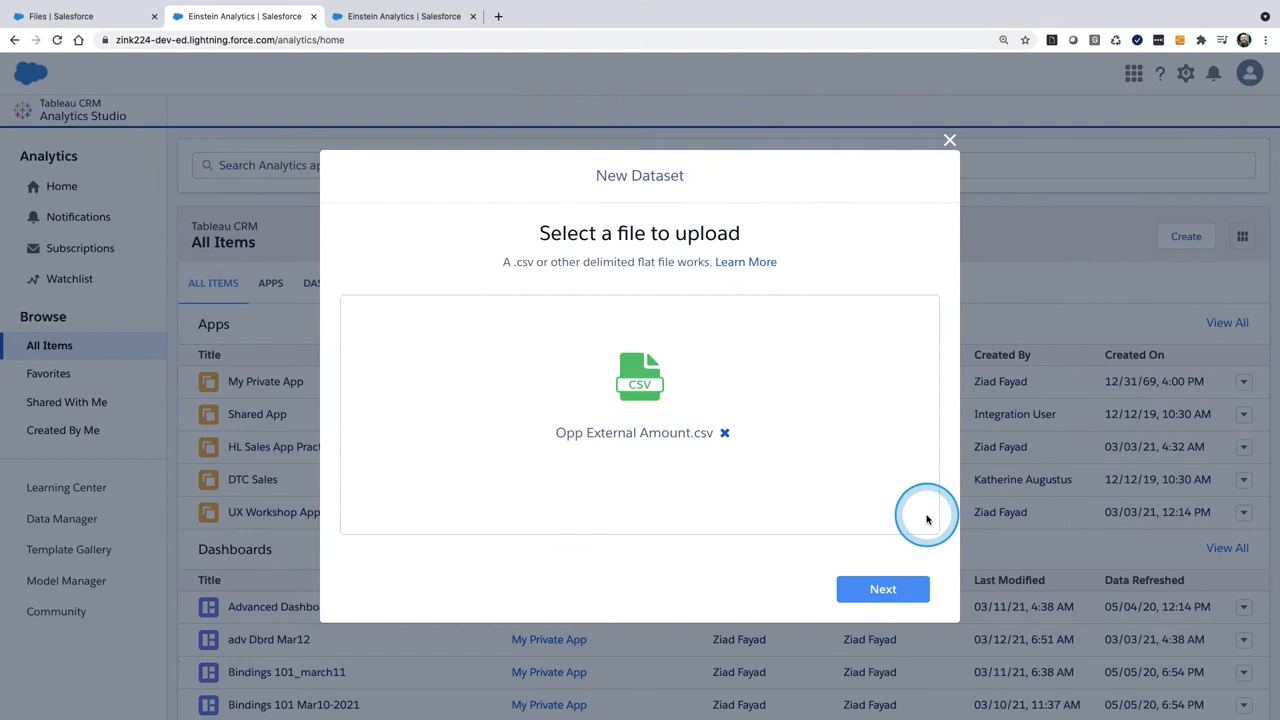 Files | Salesforce
Einstein Analytics | Salesforce
Einstein Analytics | Salesforce
zink224-dev-ed.lightning.force.com/analytics/home
Tableau CRM
Analytics Studio
Analytics
Home
Notifications
Subscriptions
Watchlist
Browse
All Items
Favorites
Shared With Me
Created By Me
Learning Center
Data Manager
Template Gallery
Model Manager
Community
Search Analytics ap
Tableau CRM
All Items
Create
ALL ITEMS APPS DAS
Apps View All
Title Created By Created On
My Private App Ziad Fayad 12/31/69, 4:00 PM
Shared App Integration User 12/12/19, 10:30 AM
HL Sales App Pract Ziad Fayad 03/03/21, 4:32 AM
DTC Sales Katherine Augustus 12/12/19, 10:30 AM
UX Workshop App Ziad Fayad 03/03/21, 12:14 PM
Dashboards View All
Title Last Modified Data Refreshed
Advanced Dashbo 03/11/21, 4:38 AM 05/04/20, 12:14 PM
adv Dbrd Mar12 My Private App Ziad Fayad Ziad Fayad 03/12/21, 6:51 AM 03/03/21, 4:38 AM
Bindings 101_march11 My Private App Ziad Fayad Ziad Fayad 03/11/21, 6:38 AM 05/05/20, 6:54 PM
Bindings 101 Mar10-2021 My Private App Ziad Fayad Ziad Fayad 03/10/21, 11:37 AM 05/05/20, 6:54 PM
New Dataset
Select a file to upload
A .csv or other delimited flat file works. Learn More
CSV
Opp External Amount.csv
Next